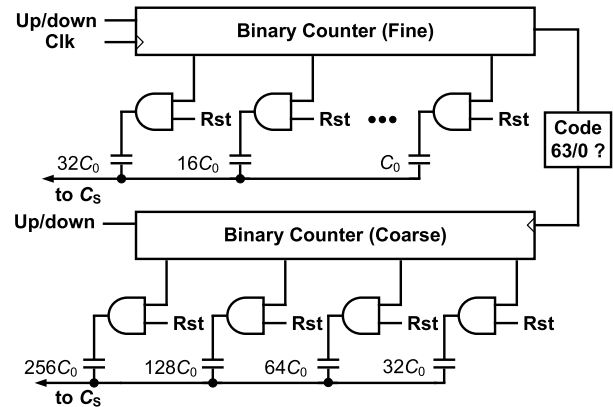 Up/down
Clk
Binary Counter (Fine)
Rst
Rst
Rst
Code
63/0 ?
32C₀
16C₀
C₀
to Cₛ
Up/down
Binary Counter (Coarse)
Rst
Rst
Rst
Rst
256C₀
128C₀
64C₀
32C₀
to Cₛ